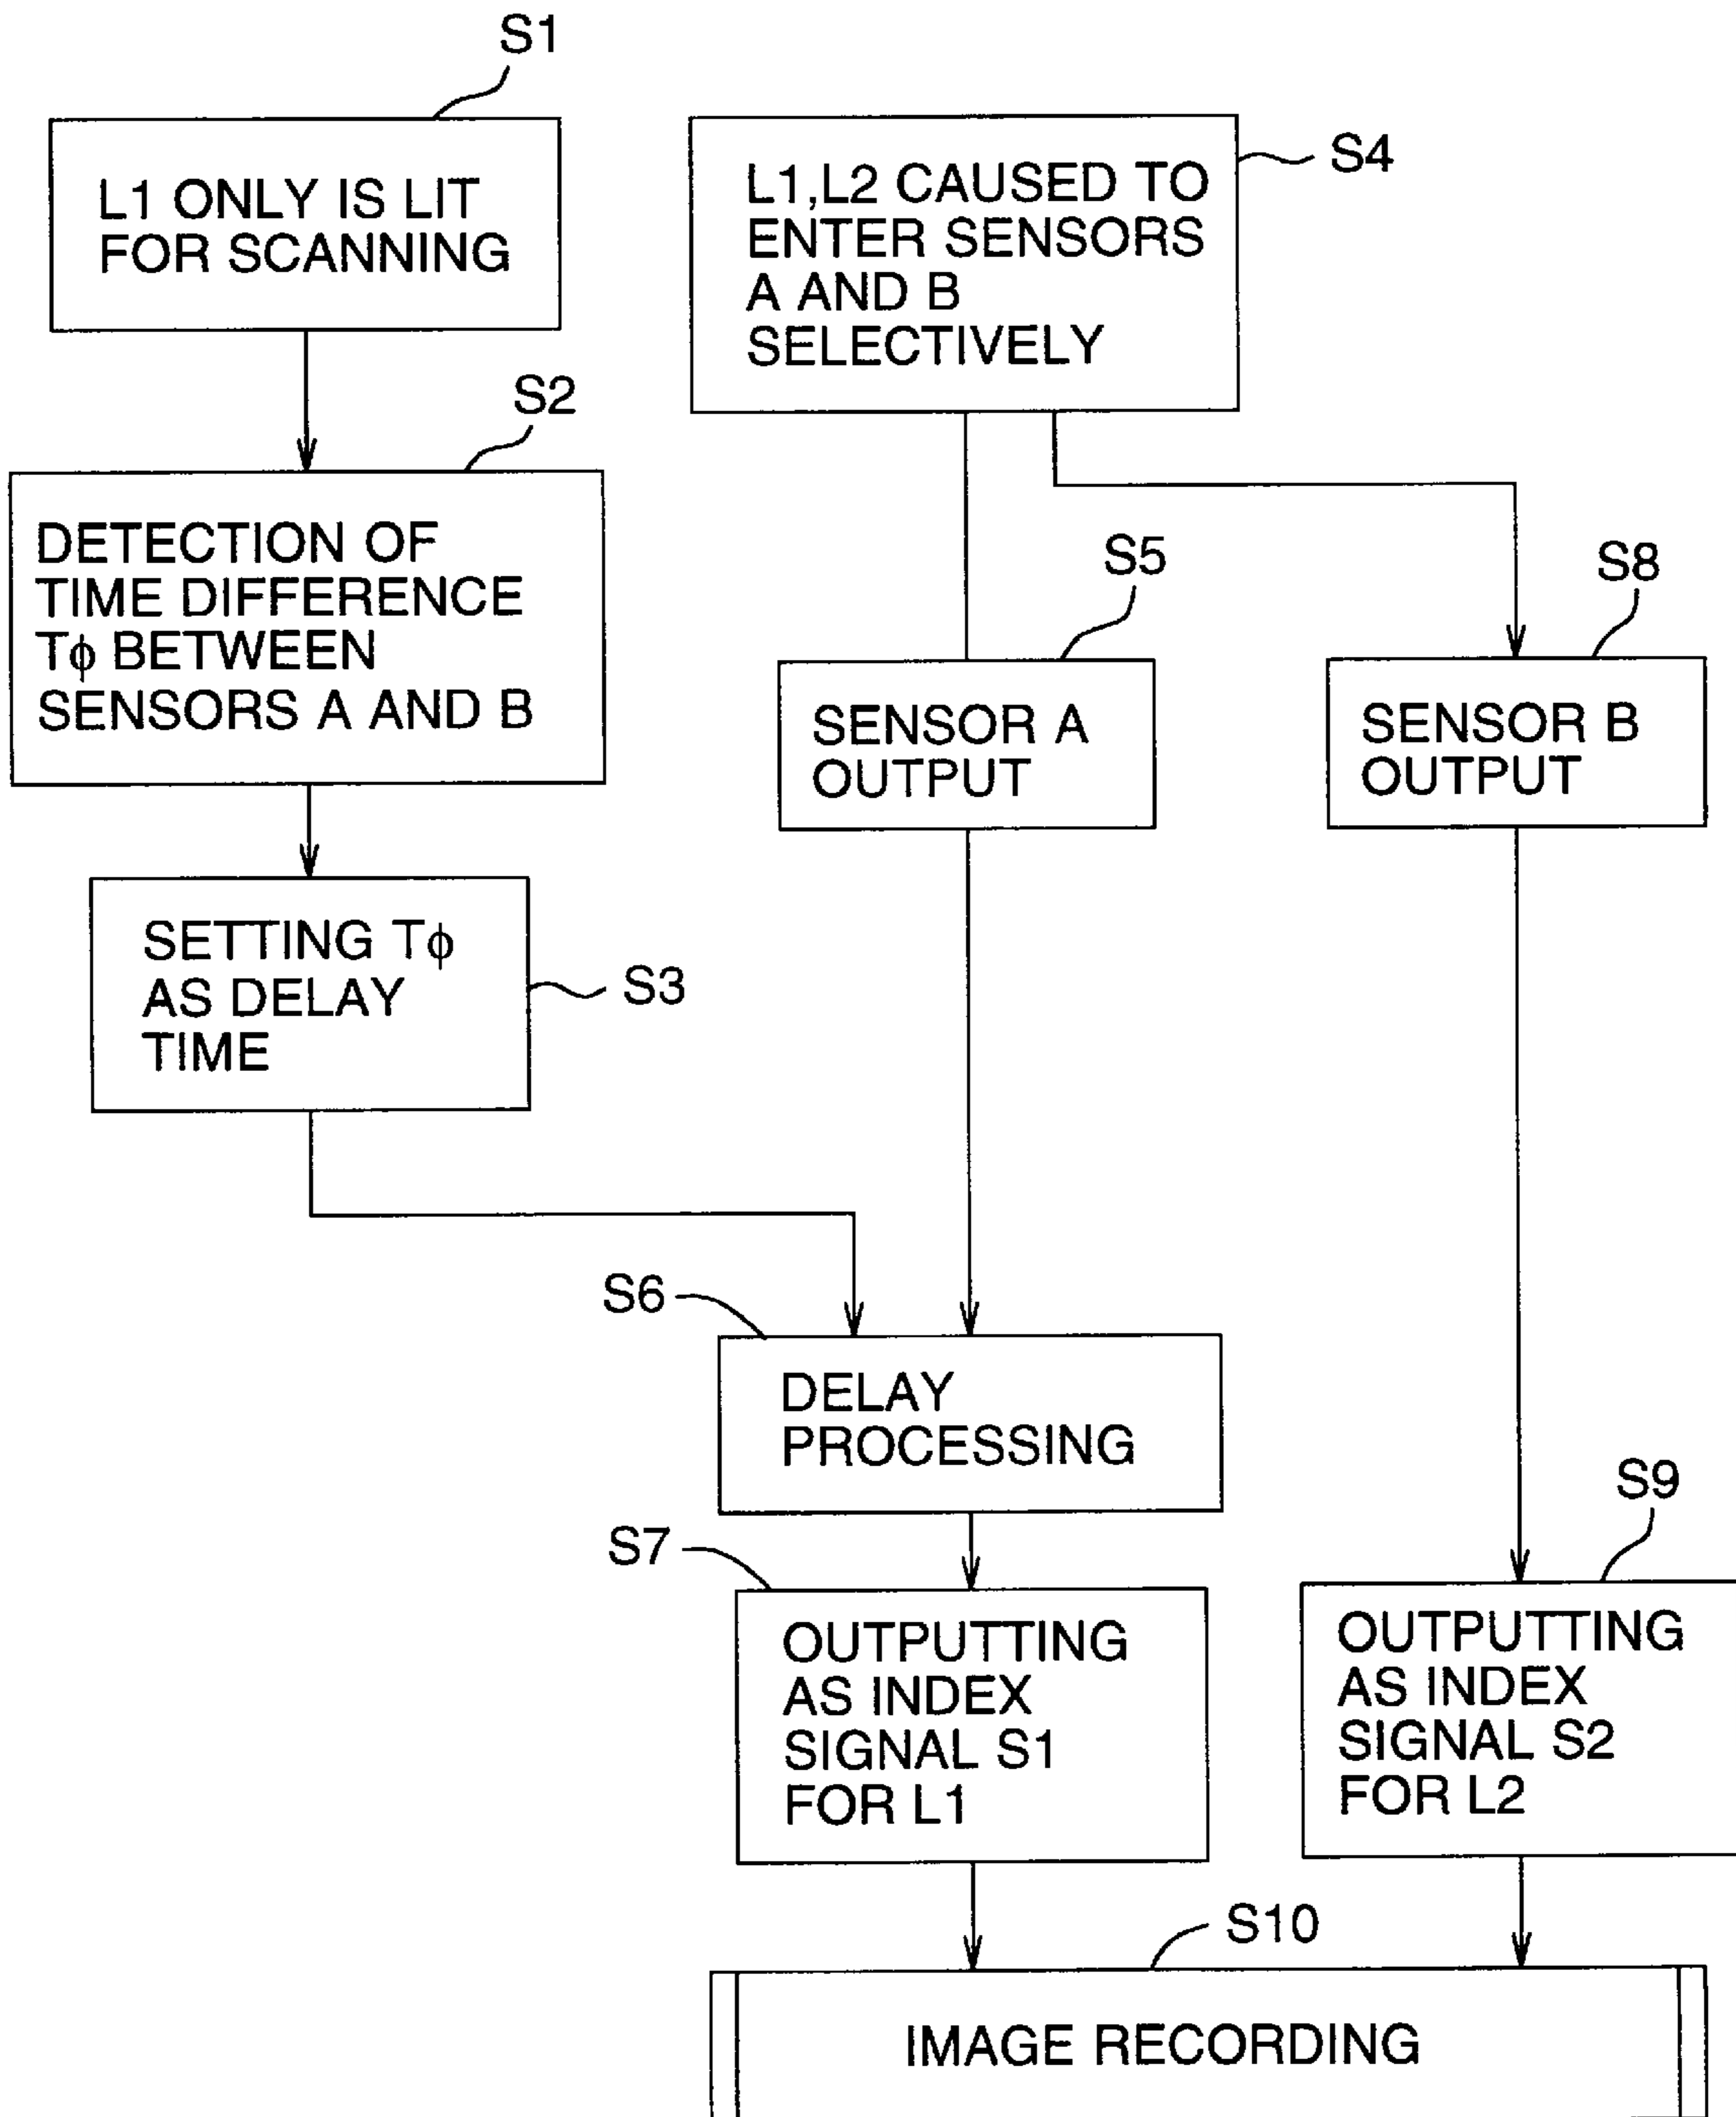 S1
L1 ONLY IS LIT
FOR SCANNING
S2
DETECTION OF
TIME DIFFERENCE
Tϕ BETWEEN
SENSORS A AND B
SETTING Tϕ
AS DELAY
TIME
S3
S4
L1,L2 CAUSED TO
ENTER SENSORS
A AND B
SELECTIVELY
S5
SENSOR A
OUTPUT
S8
SENSOR B
OUTPUT
S6
DELAY
PROCESSING
S7
OUTPUTTING
AS INDEX
SIGNAL S1
FOR L1
S9
OUTPUTTING
AS INDEX
SIGNAL S2
FOR L2
S10
IMAGE RECORDING